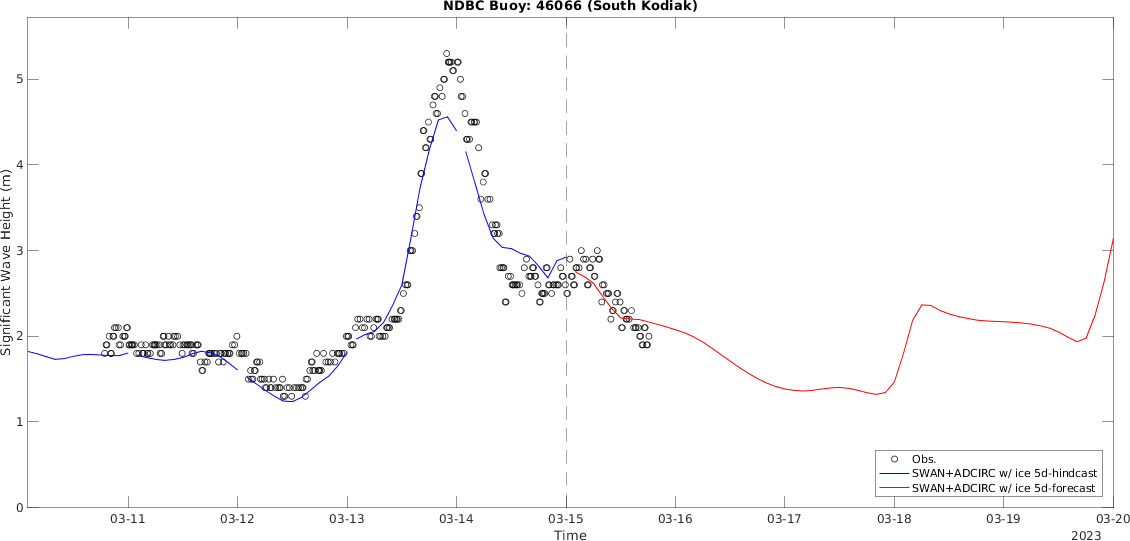 NDBC Buoy: 46066 (South Kodiak)
Significant Wave Height (m)
5
4
3
2
1
0
Obs.
SWAN+ADCIRC w/ ice 5d-hindcast
SWAN+ADCIRC w/ ice 5d-forecast
03-11 03-12 03-13 03-14 03-15 03-16 03-17 03-18 03-19 03-20
Time
2023